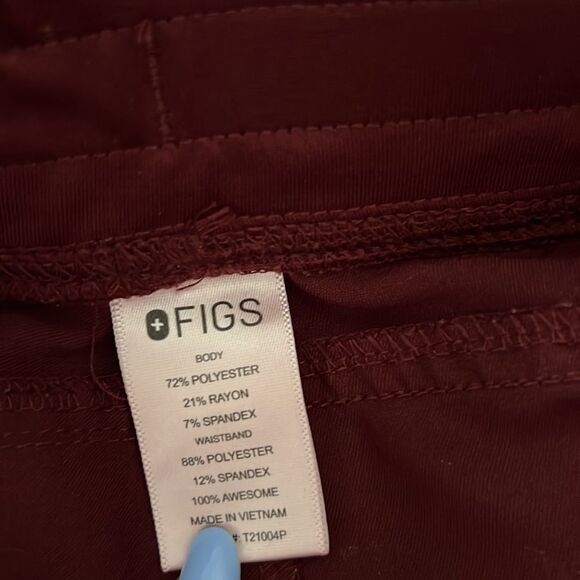 FIGS
BODY
72% POLYESTER
21% RAYON
7% SPANDEX
WAISTBAND
88% POLYESTER
12% SPANDEX
100% AWESOME
MADE IN VIETNAM
#: T21004P